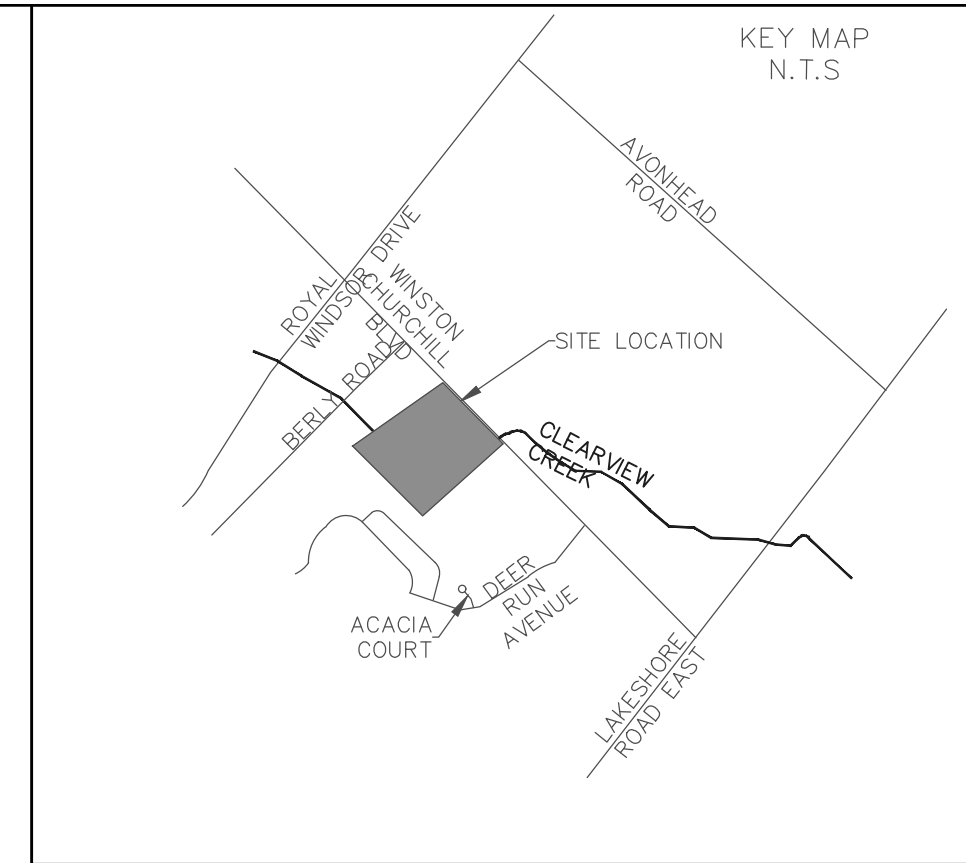 KEY MAP
N.T.S
AVONHEAD
ROAD
ROYAL
WINDSOR DRIVE
WINSTON
CHURCHILL
BLVD
SITE LOCATION
BERLY ROAD
CLEARVIEW
CREEK
DEER
RUN
AVENUE
ACACIA
COURT
LAKESHORE
ROAD EAST